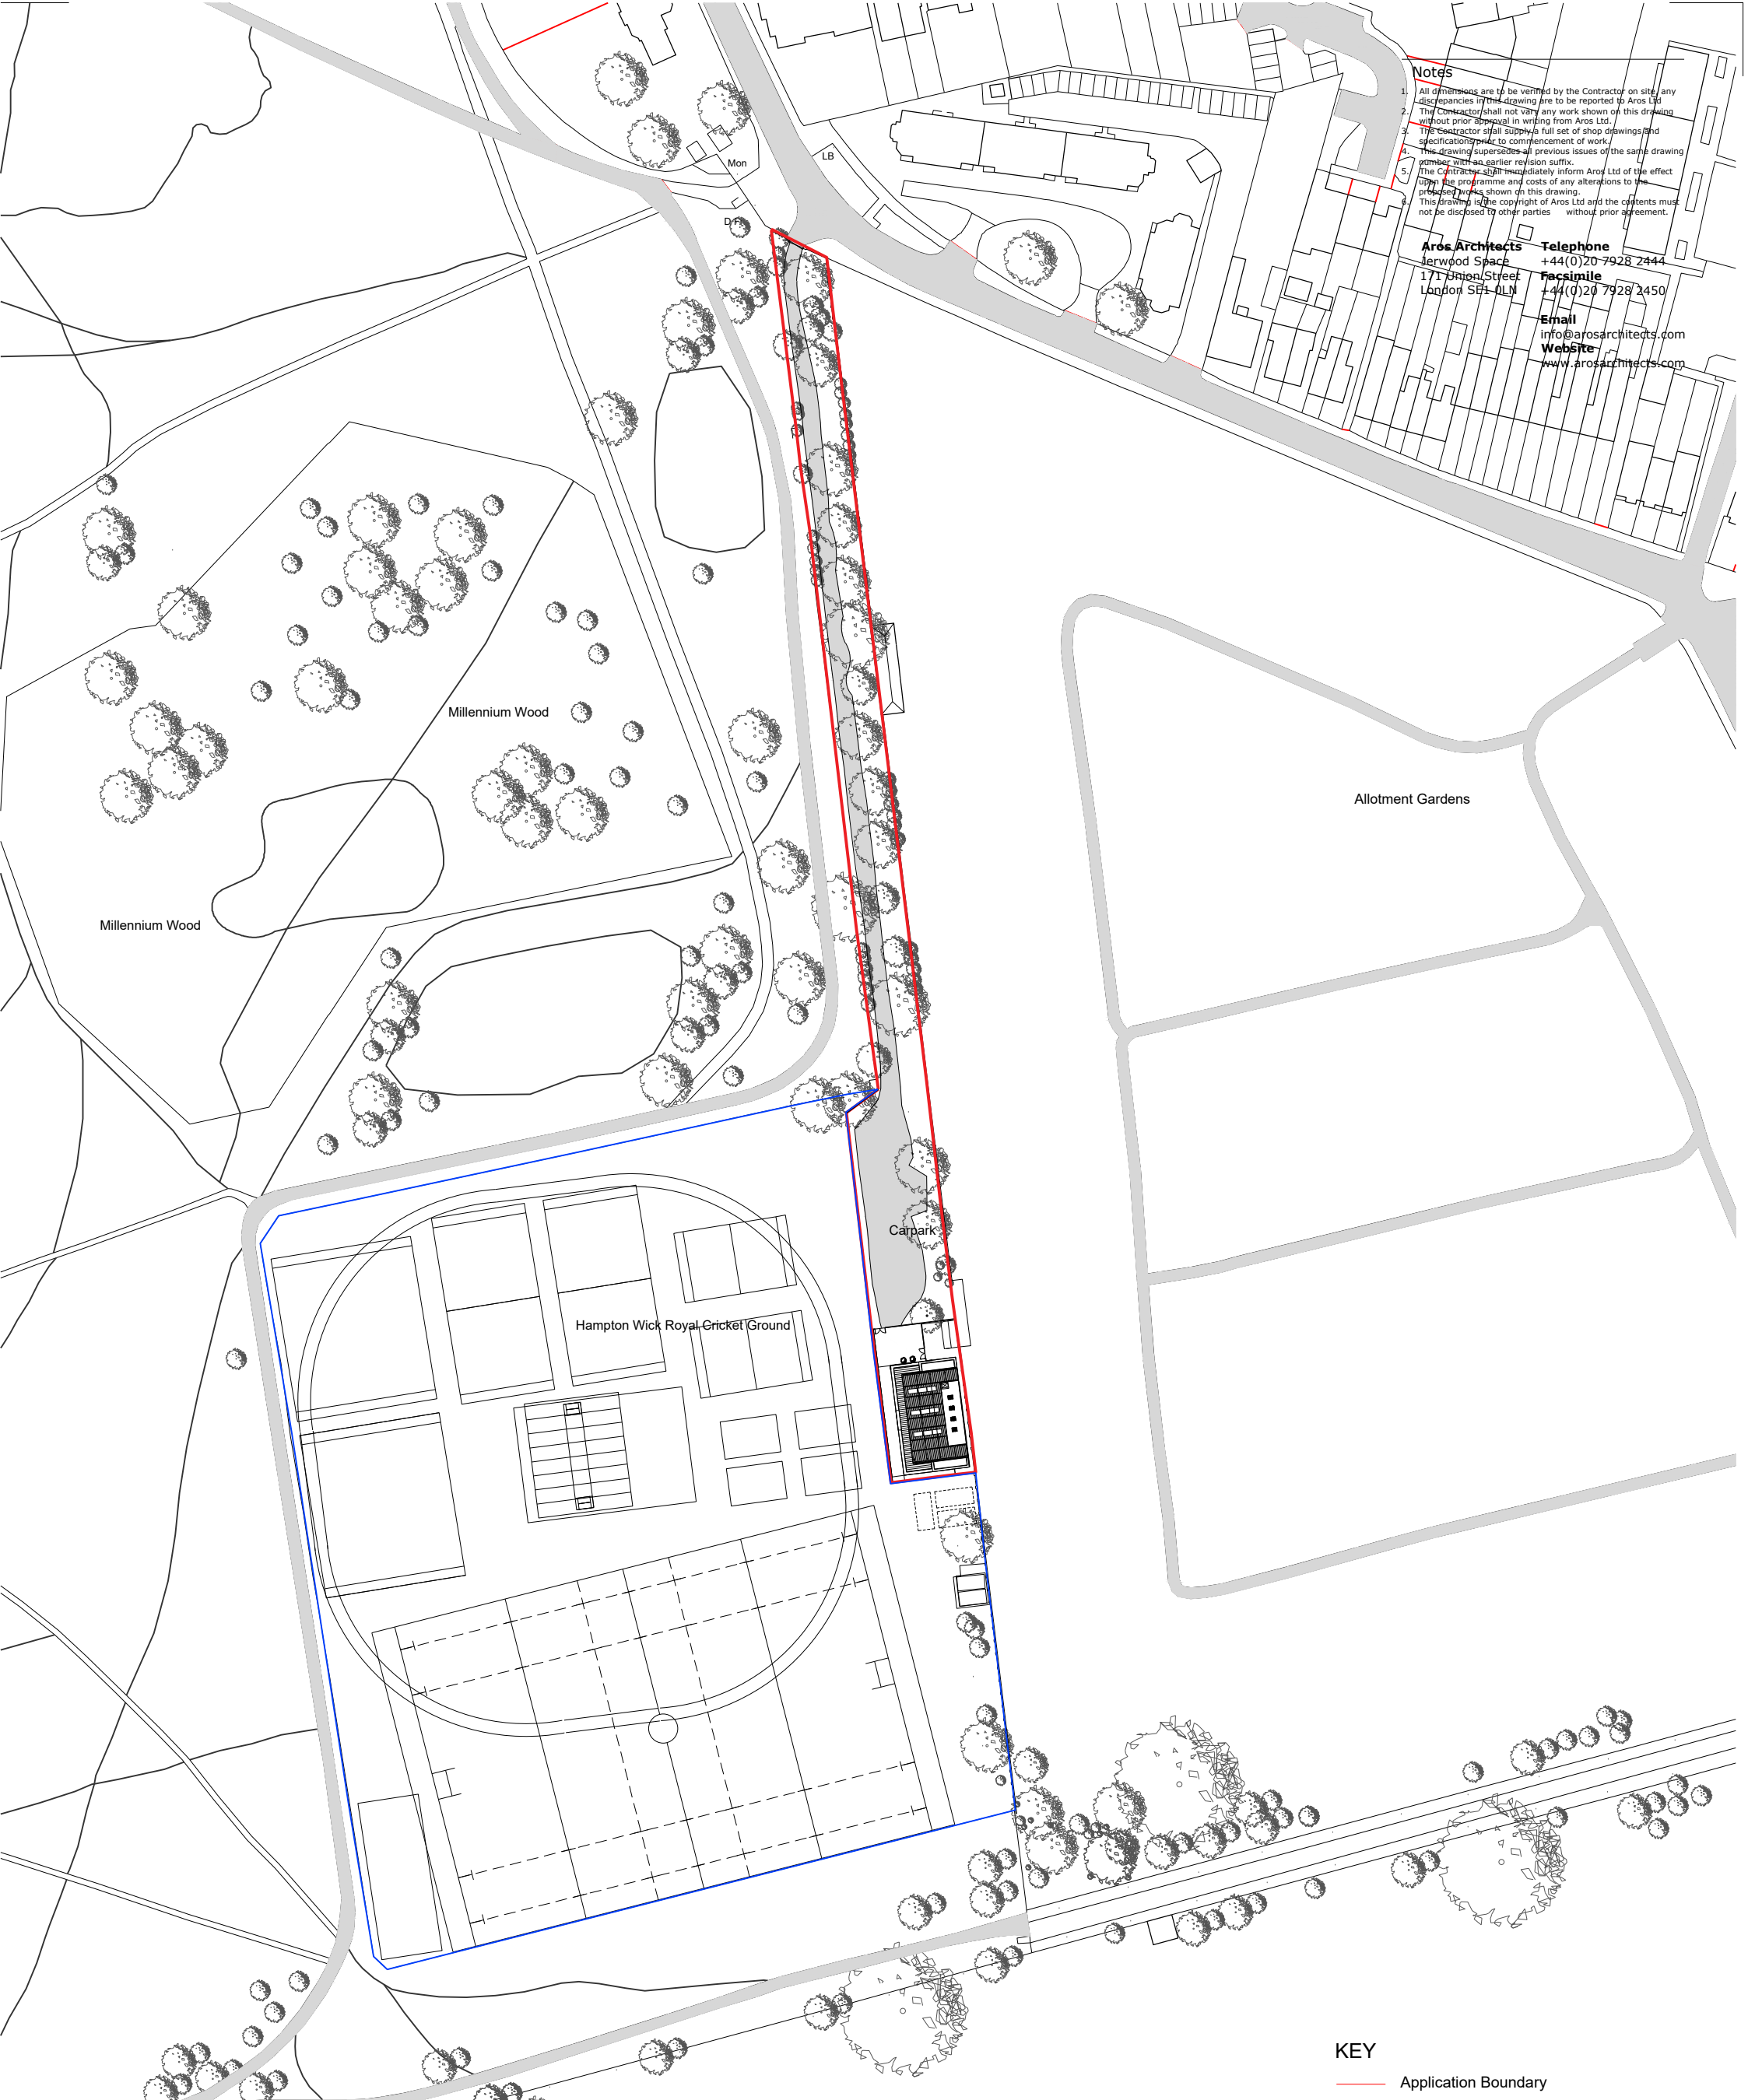 Notes
1. All dimensions are to be verified by the Contractor on site, any
discrepancies in this drawing are to be reported to Aros Ltd
2. The Contractor shall not vary any work shown on this drawing
without prior approval in writing from Aros Ltd.
3. The Contractor shall supply a full set of shop drawings and
specifications prior to commencement of work.
4. This drawing supersedes all previous issues of the same drawing
number with an earlier revision suffix.
5. The Contractor shall immediately inform Aros Ltd of the effect
upon the programme and costs of any alterations to the
proposed works shown on this drawing.
6. This drawing is the copyright of Aros Ltd and the contents must
not be disclosed to other parties without prior agreement.
Aros Architects
Jerwood Space
171 Union Street
London SE1 0LN
Telephone
+44(0)20 7928 2444
Facsimile
+44(0)20 7928 2450
Email
info@arosarchitects.com
Website
www.arosarchitects.com
Mon
LB
Millennium Wood
Allotment Gardens
Millennium Wood
Carpark
Hampton Wick Royal Cricket Ground
KEY
Application Boundary